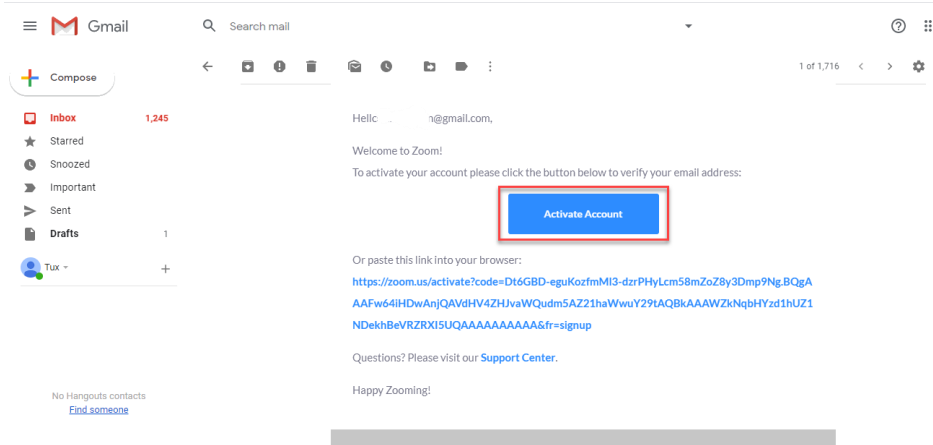 Gmail
Search mail
Compose
1 of 1,716
Inbox 1,245
Starred
Snoozed
Important
Sent
Drafts 1
Tux
No Hangouts contacts
Find someone
@gmail.com,
Welcome to Zoom!
To activate your account please click the button below to verify your email address:
Activate Account
Or paste this link into your browser:
https://zoom.us/activate?code=Dt6GBD-eguKozfmMI3-dzrPHyLcm58mZoZ8y3Dmp9Ng.BQgA
AAFw64iHDwAnjQAVdHV4ZHJvaWQudm5AZ21haWwuY29tAQBkAAAWZkNqbHYzd1hUZ1
NDekhBeVRZRXI5UQAAAAAAAAAA&fr=signup
Questions? Please visit our Support Center.
Happy Zooming!